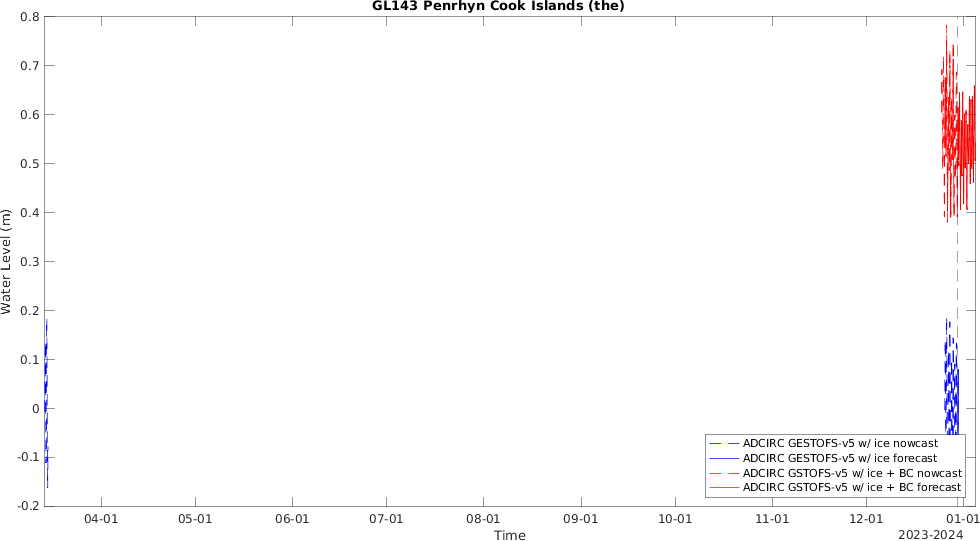 GL143 Penrhyn Cook Islands (the)
0.8
0.7
0.6
0.5
0.4
0.3
0.2
0.1
0
-0.1
-0.2
Water Level (m)
ADCIRC GESTOFS-v5 w/ ice nowcast
ADCIRC GESTOFS-v5 w/ ice forecast
ADCIRC GSTOFS-v5 w/ ice + BC nowcast
ADCIRC GSTOFS-v5 w/ ice + BC forecast
04-01 05-01 06-01 07-01 08-01 09-01 10-01 11-01 12-01 01-01
Time
2023-2024